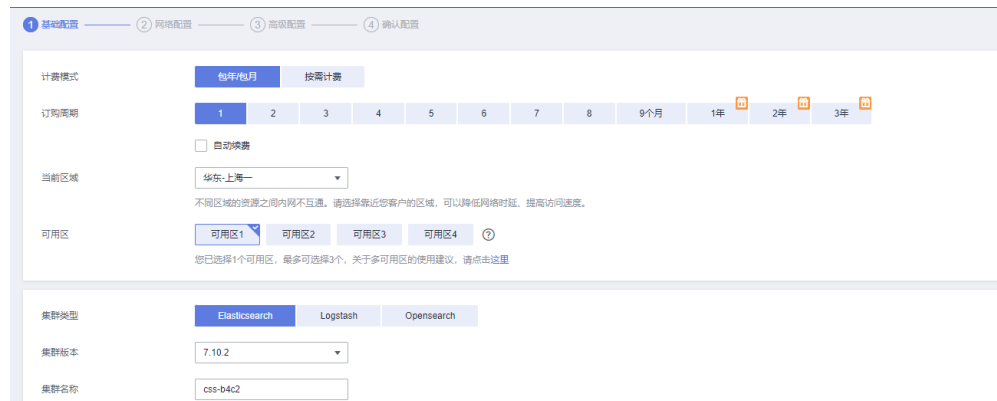 1 基础配置 2 网络配置 3 高级配置 4 确认配置
计费模式 包年/包月 按需计费
订购周期 1 2 3 4 5 6 7 8 9个月 1年 2年 3年
自动续费
当前区域 华东-上海一
不同区域的资源之间内网不互通。请选择靠近您客户的区域，可以降低网络时延、提高访问速度。
可用区 可用区1 可用区2 可用区3 可用区4 ?
您已选择1个可用区，最多可选择3个，关于多可用区的使用建议，请点击这里
集群类型 Elasticsearch Logstash Opensearch
集群版本 7.10.2
集群名称 css-b4c2